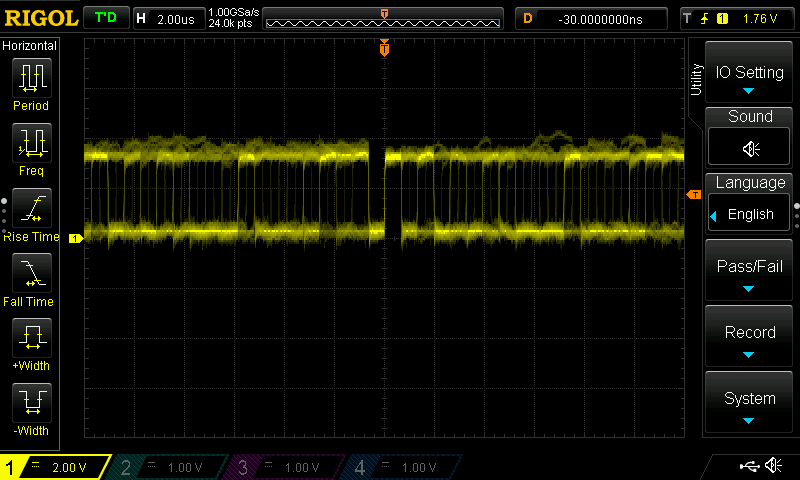 RIGOL T'D H 2.00us 1.00GSa/s 24.0k pts T D -30.0000000ns T 1 1.76 V
Horizontal
Period
Freq
Rise Time
Fall Time
+Width
-Width
T
T
1
Utility
IO Setting
Sound
Language
English
Pass/Fail
Record
System
1 2.00 V 2 1.00 V 3 1.00 V 4 1.00 V